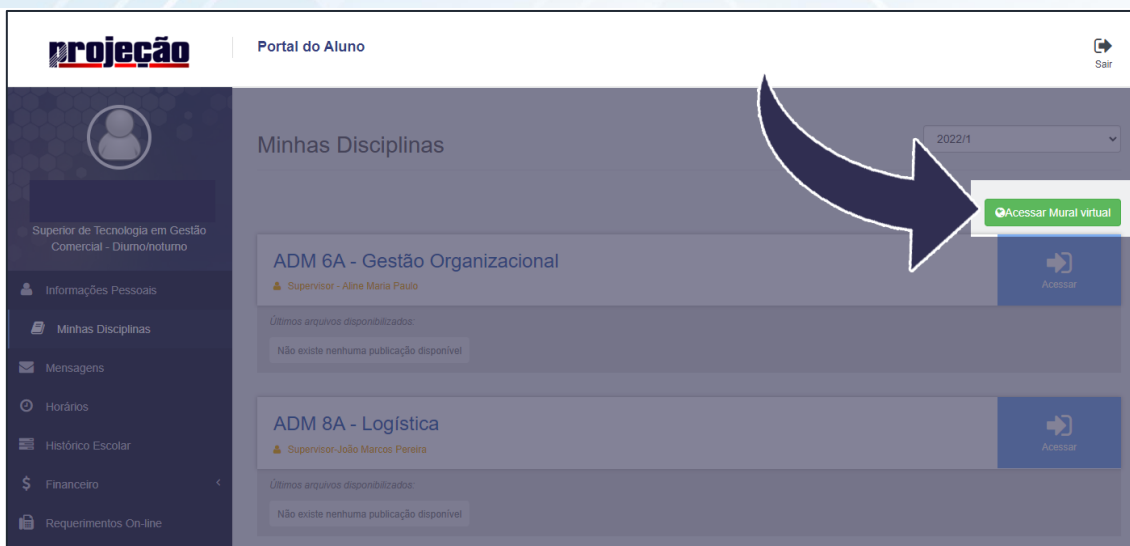 projeção
Portal do Aluno
Sair
Minhas Disciplinas
2022/1
Acessar Mural virtual
Superior de Tecnologia em Gestão
Comercial - Diurno/noturno
Informações Pessoais
Minhas Disciplinas
Mensagens
Horários
Histórico Escolar
Financeiro
Requerimentos On-line
ADM 6A - Gestão Organizacional
Supervisor - Aline Maria Paulo
Acessar
Últimos arquivos disponibilizados:
Não existe nenhuma publicação disponível
ADM 8A - Logística
Supervisor-João Marcos Pereira
Acessar
Últimos arquivos disponibilizados:
Não existe nenhuma publicação disponível